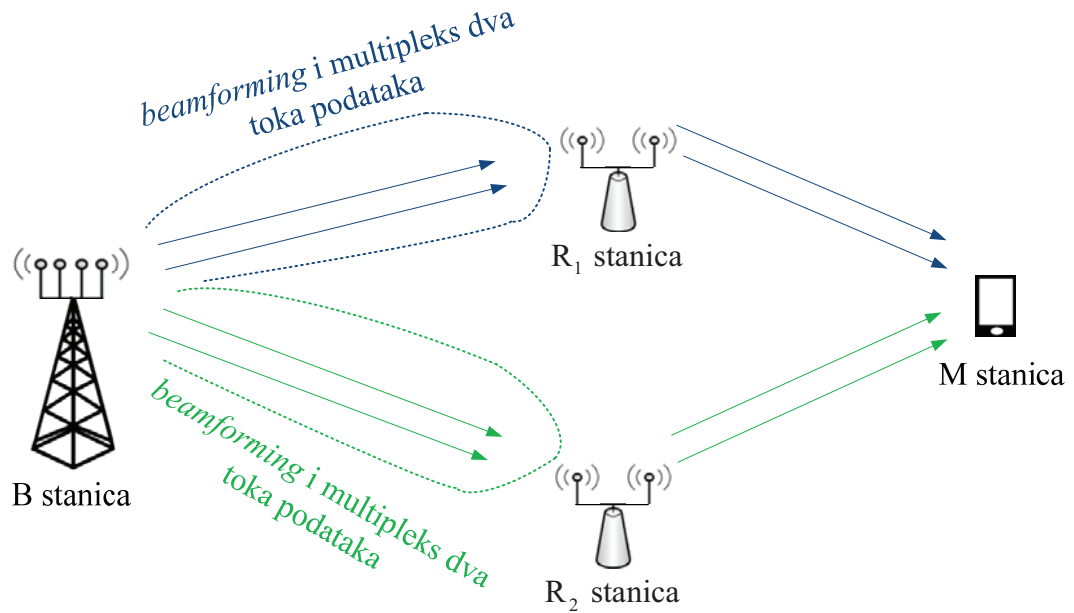 beamforming i multipleks dva
toka podataka
R₁ stanica
B stanica
M stanica
beamforming i multipleks dva
toka podataka
R₂ stanica